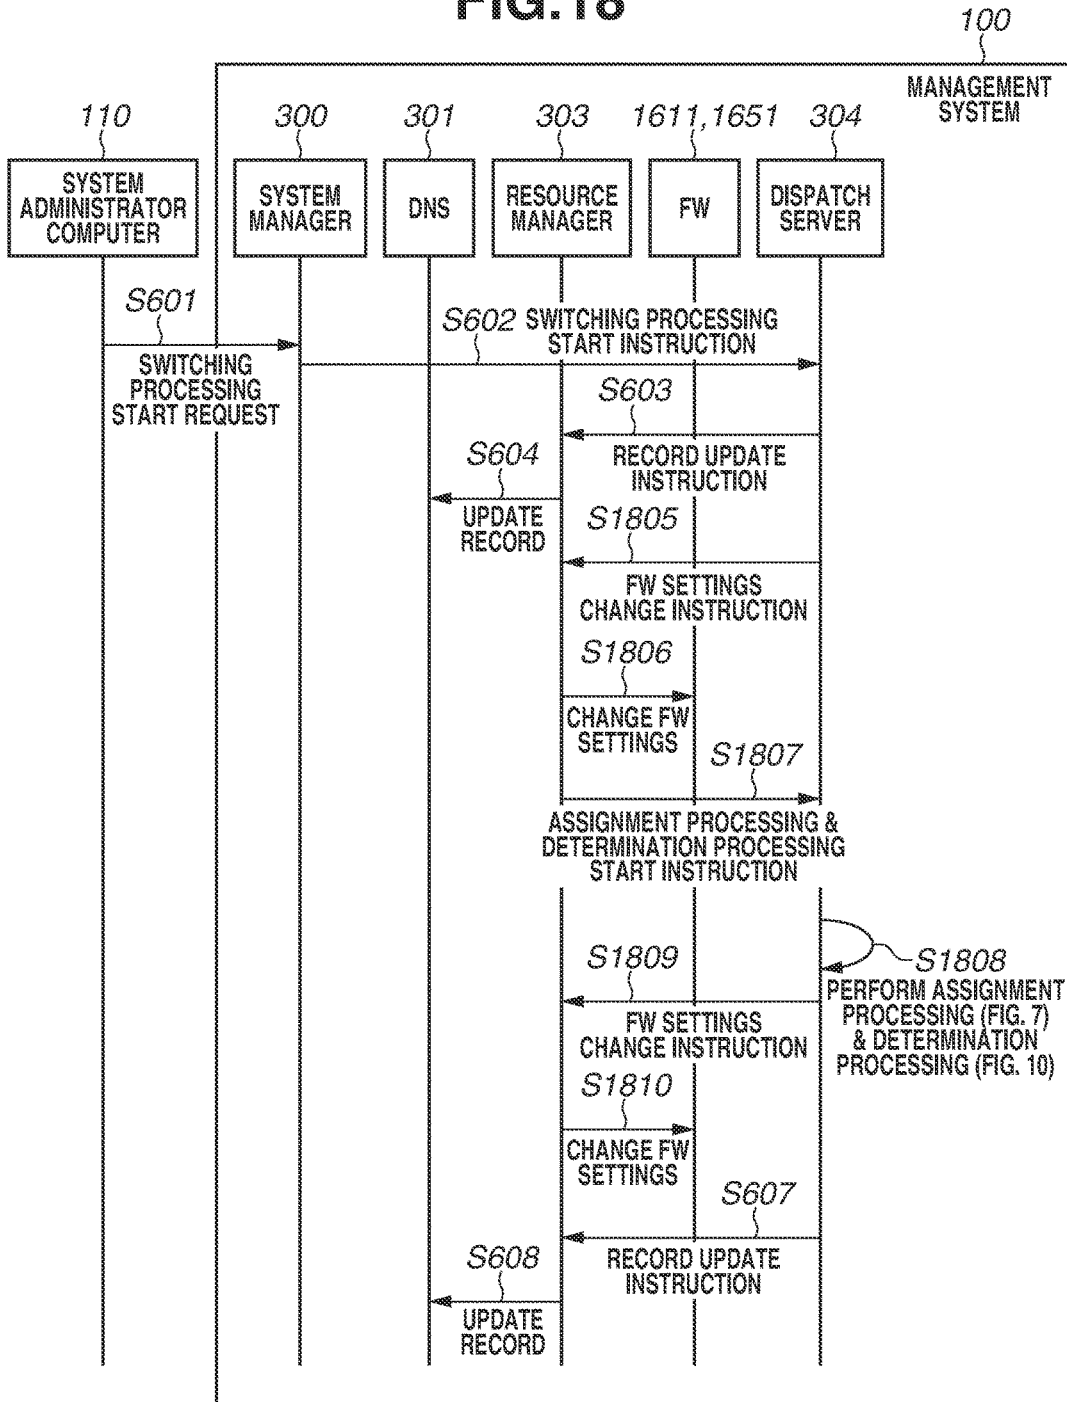 FIG.18
100
MANAGEMENT
SYSTEM
110
300
301
303
1611,1651
304
SYSTEM
ADMINISTRATOR
COMPUTER
SYSTEM
MANAGER
DNS
RESOURCE
MANAGER
FW
DISPATCH
SERVER
S601
SWITCHING
PROCESSING
START REQUEST
S602
SWITCHING PROCESSING
START INSTRUCTION
S603
RECORD UPDATE
INSTRUCTION
S604
UPDATE
RECORD
S1805
FW SETTINGS
CHANGE INSTRUCTION
S1806
CHANGE FW
SETTINGS
S1807
ASSIGNMENT PROCESSING &
DETERMINATION PROCESSING
START INSTRUCTION
S1808
PERFORM ASSIGNMENT
PROCESSING (FIG. 7)
& DETERMINATION
PROCESSING (FIG. 10)
S1809
FW SETTINGS
CHANGE INSTRUCTION
S1810
CHANGE FW
SETTINGS
S607
RECORD UPDATE
INSTRUCTION
S608
UPDATE
RECORD